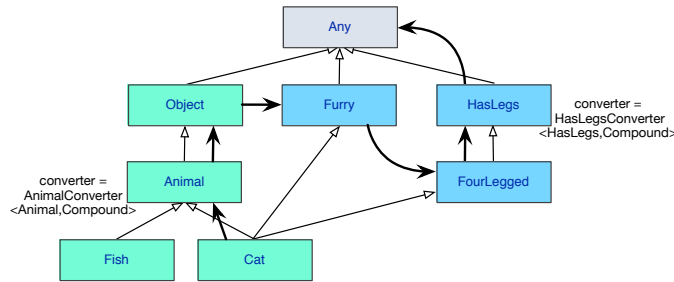 Any
Object
Furry
HasLegs
converter =
HasLegsConverter
<HasLegs,Compound>
converter =
AnimalConverter
<Animal,Compound>
Animal
FourLegged
Fish
Cat